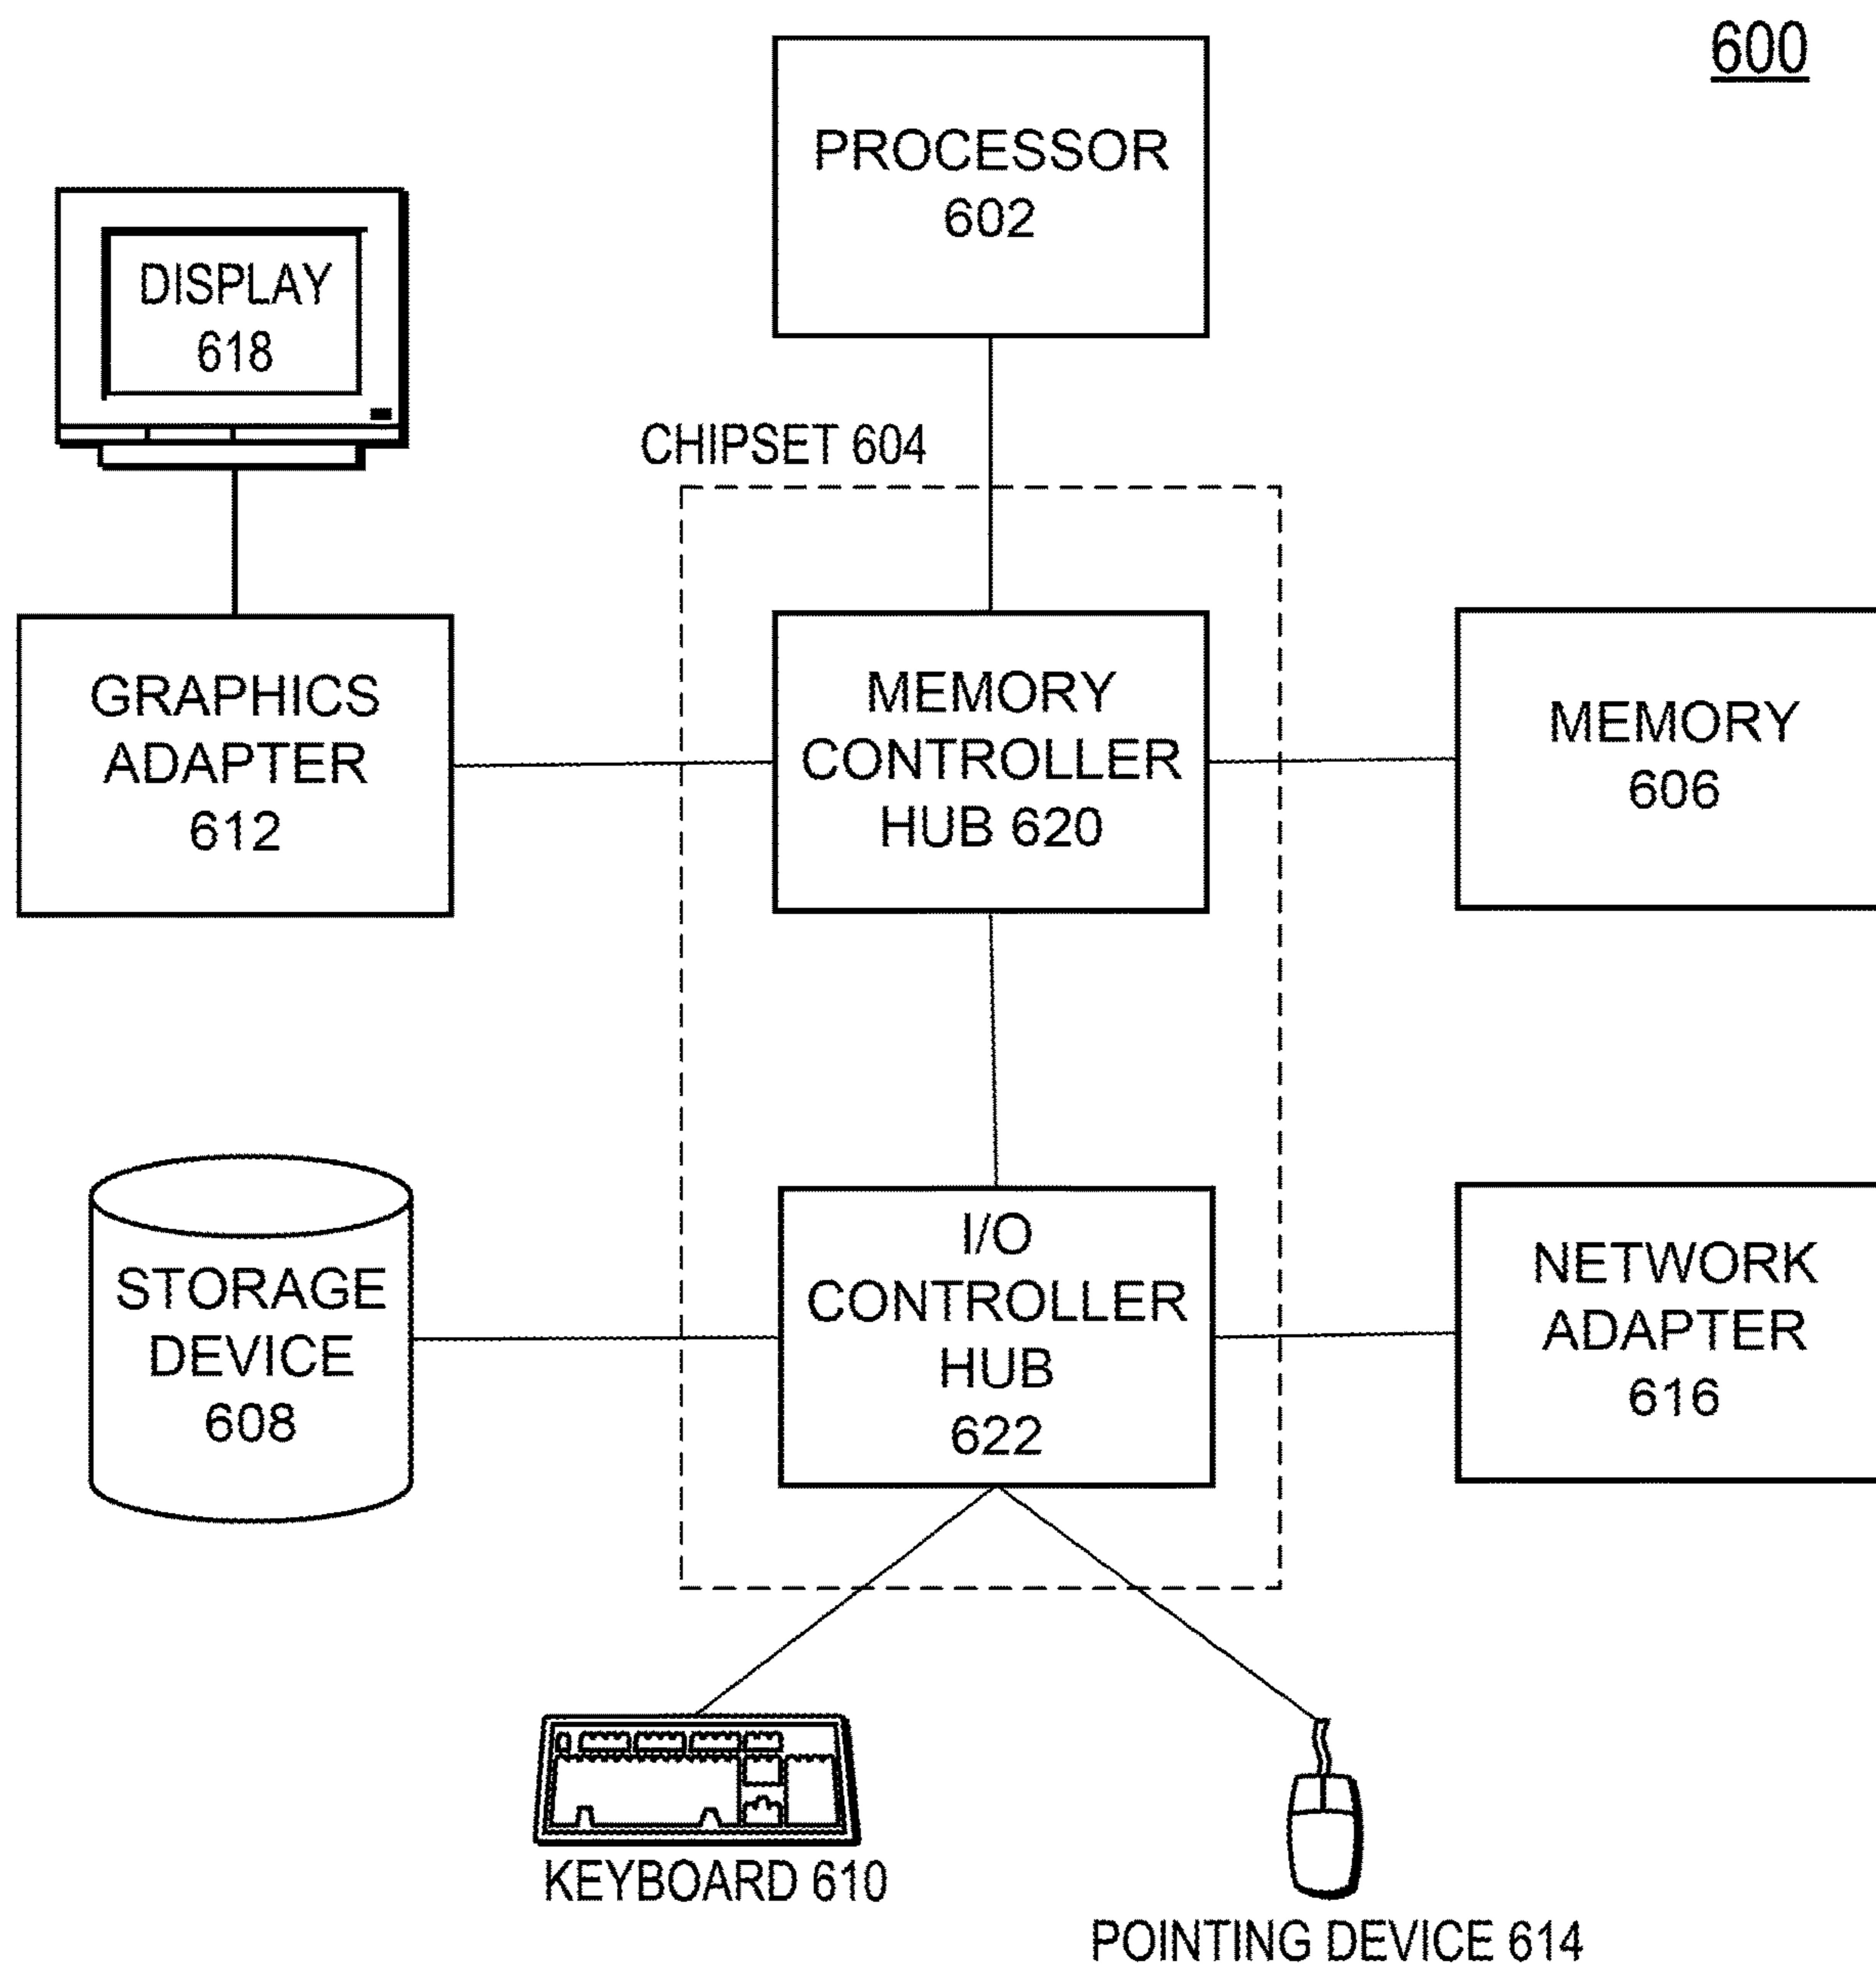 600
PROCESSOR
602
DISPLAY
618
CHIPSET 604
GRAPHICS
ADAPTER
612
MEMORY
CONTROLLER
HUB 620
MEMORY
606
STORAGE
DEVICE
608
I/O
CONTROLLER
HUB
622
NETWORK
ADAPTER
616
KEYBOARD 610
POINTING DEVICE 614